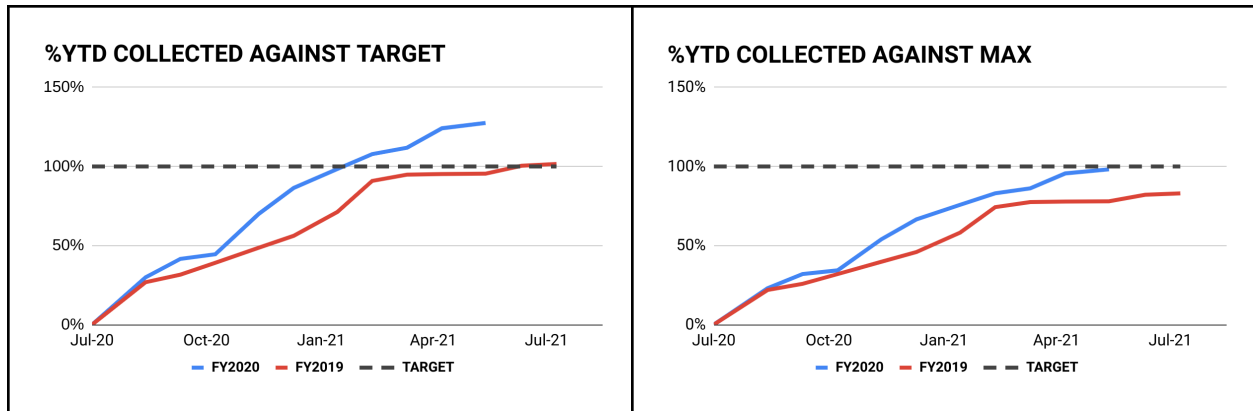 %YTD COLLECTED AGAINST TARGET
150%
100%
50%
0%
Jul-20 Oct-20 Jan-21 Apr-21 Jul-21
FY2020 FY2019 TARGET
%YTD COLLECTED AGAINST MAX
150%
100%
50%
0%
Jul-20 Oct-20 Jan-21 Apr-21 Jul-21
FY2020 FY2019 TARGET